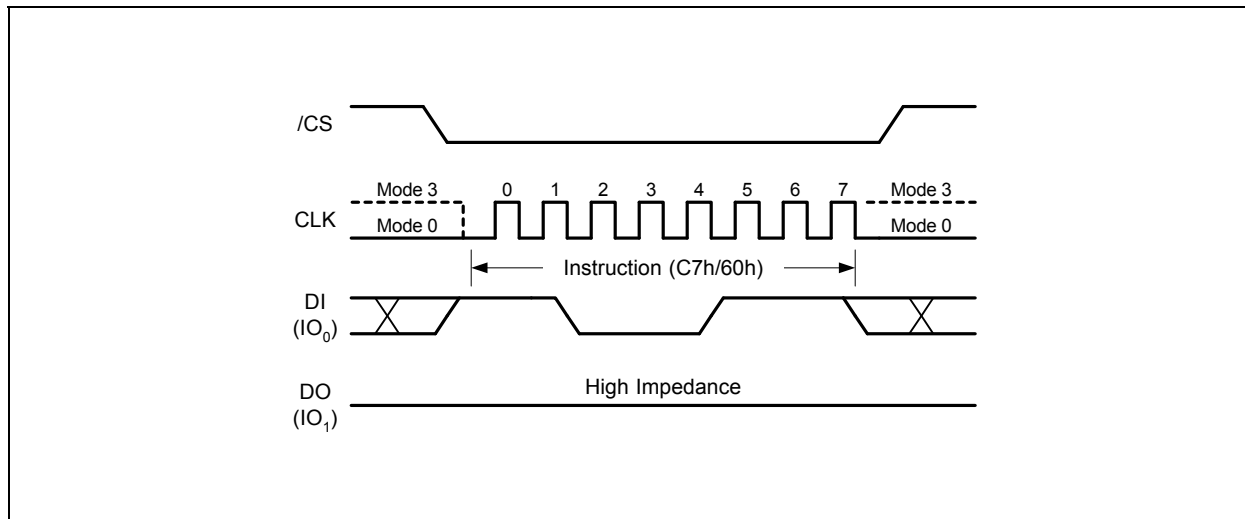 /CS
Mode 3 0 1 2 3 4 5 6 7 Mode 3
CLK
Mode 0 Mode 0
Instruction (C7h/60h)
DI
(IO0)
High Impedance
DO
(IO1)